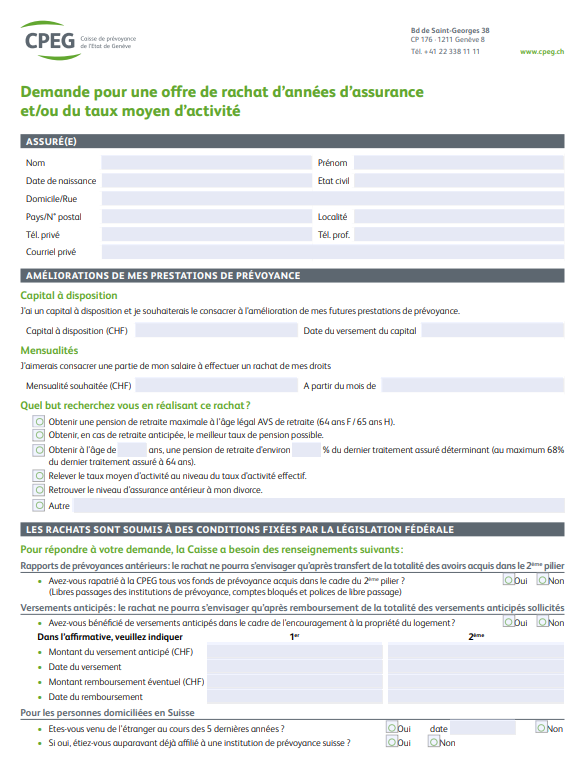 CPEG Caisse de prévoyance
de l'Etat de Genève
Bd de Saint-Georges 38
CP 176 · 1211 Genève 8
Tél. +41 22 338 11 11 www.cpeg.ch
Demande pour une offre de rachat d'années d'assurance
et/ou du taux moyen d'activité
ASSURÉ(E)
Nom Prénom
Date de naissance Etat civil
Domicile/Rue
Pays/N° postal Localité
Tél. privé Tél. prof.
Courriel privé
AMÉLIORATIONS DE MES PRESTATIONS DE PRÉVOYANCE
Capital à disposition
J'ai un capital à disposition et je souhaiterais le consacrer à l'amélioration de mes futures prestations de prévoyance.
Capital à disposition (CHF) Date du versement du capital
Mensualités
J'aimerais consacrer une partie de mon salaire à effectuer un rachat de mes droits
Mensualité souhaitée (CHF) A partir du mois de
Quel but recherchez vous en réalisant ce rachat ?
Obtenir une pension de retraite maximale à l'âge légal AVS de retraite (64 ans F / 65 ans H).
Obtenir, en cas de retraite anticipée, le meilleur taux de pension possible.
Obtenir à l'âge de ans, une pension de retraite d'environ % du dernier traitement assuré déterminant (au maximum 68%
du dernier traitement assuré à 64 ans).
Relever le taux moyen d'activité au niveau du taux d'activité effectif.
Retrouver le niveau d'assurance antérieur à mon divorce.
Autre
LES RACHATS SONT SOUMIS À DES CONDITIONS FIXÉES PAR LA LÉGISLATION FÉDÉRALE
Pour répondre à votre demande, la Caisse a besoin des renseignements suivants :
Rapports de prévoyances antérieurs: le rachat ne pourra s'envisager qu'après transfert de la totalité des avoirs acquis dans le 2ème pilier
• Avez-vous rapatrié à la CPEG tous vos fonds de prévoyance acquis dans le cadre du 2ème pilier ? Oui Non
(Libres passages des institutions de prévoyance, comptes bloqués et polices de libre passage)
Versements anticipés: le rachat ne pourra s'envisager qu'après remboursement de la totalité des versements anticipés sollicités
• Avez-vous bénéficié de versements anticipés dans le cadre de l'encouragement à la propriété du logement ? Oui Non
Dans l'affirmative, veuillez indiquer 1er 2ème
• Montant du versement anticipé (CHF)
• Date du versement
• Montant remboursement éventuel (CHF)
• Date du remboursement
Pour les personnes domiciliées en Suisse
• Etes-vous venu de l'étranger au cours des 5 dernières années ? Oui date Non
• Si oui, étiez-vous auparavant déjà affilié a une institution de prévoyance suisse ? Oui Non